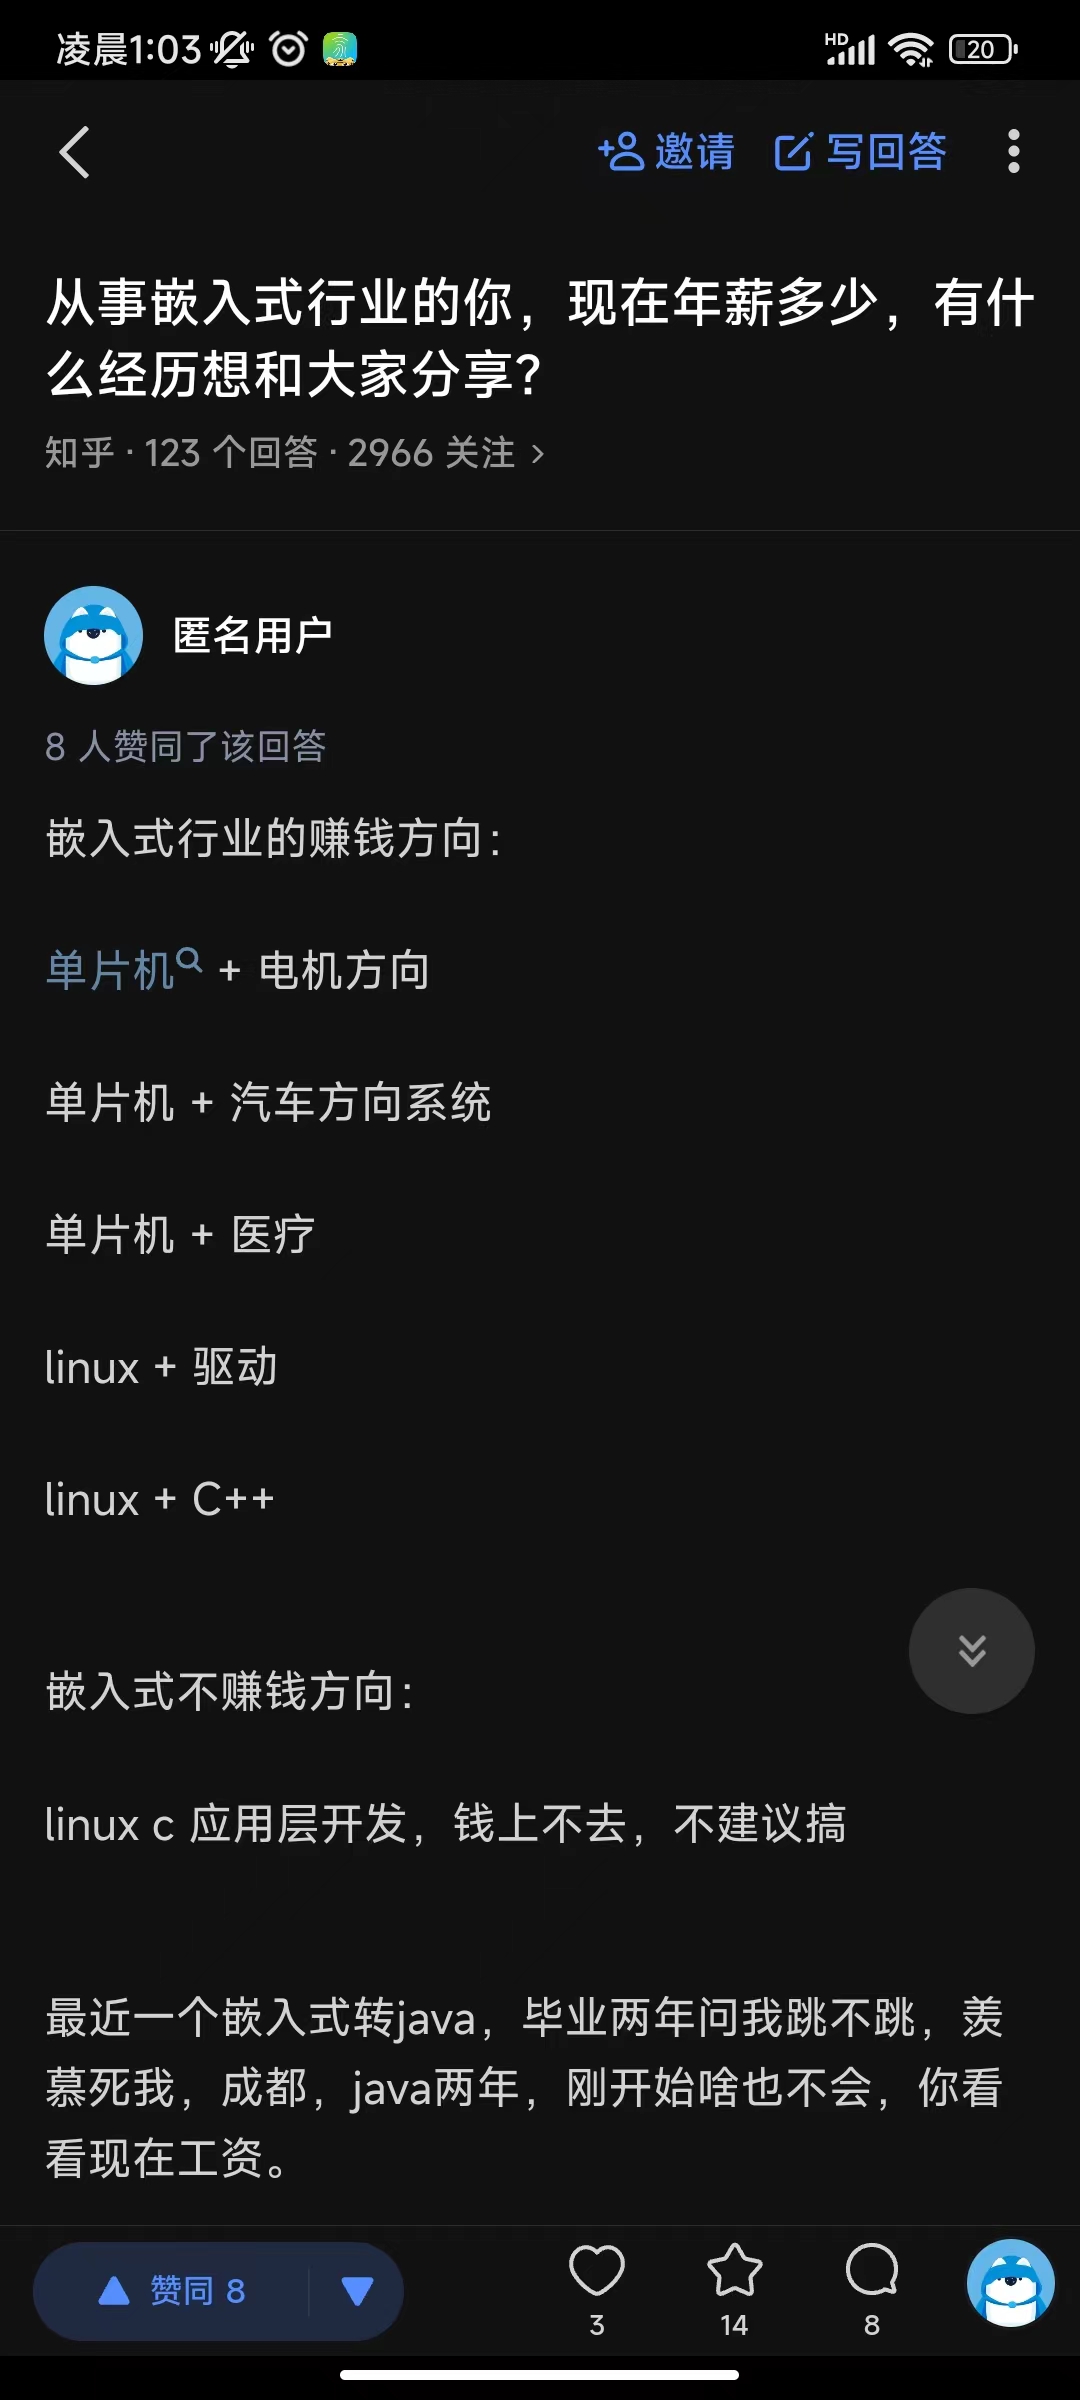 凌晨1:03
HD
20
邀请
写回答
从事嵌入式行业的你，现在年薪多少，有什
么经历想和大家分享？
知乎 · 123 个回答 · 2966 关注 >
匿名用户
8 人赞同了该回答
嵌入式行业的赚钱方向：
单片机 + 电机方向
单片机 + 汽车方向系统
单片机 + 医疗
linux + 驱动
linux + C++
嵌入式不赚钱方向：
linux c 应用层开发，钱上不去，不建议搞
最近一个嵌入式转java，毕业两年问我跳不跳，羡
慕死我，成都，java两年，刚开始啥也不会，你看
看现在工资。
赞同 8
3
14
8